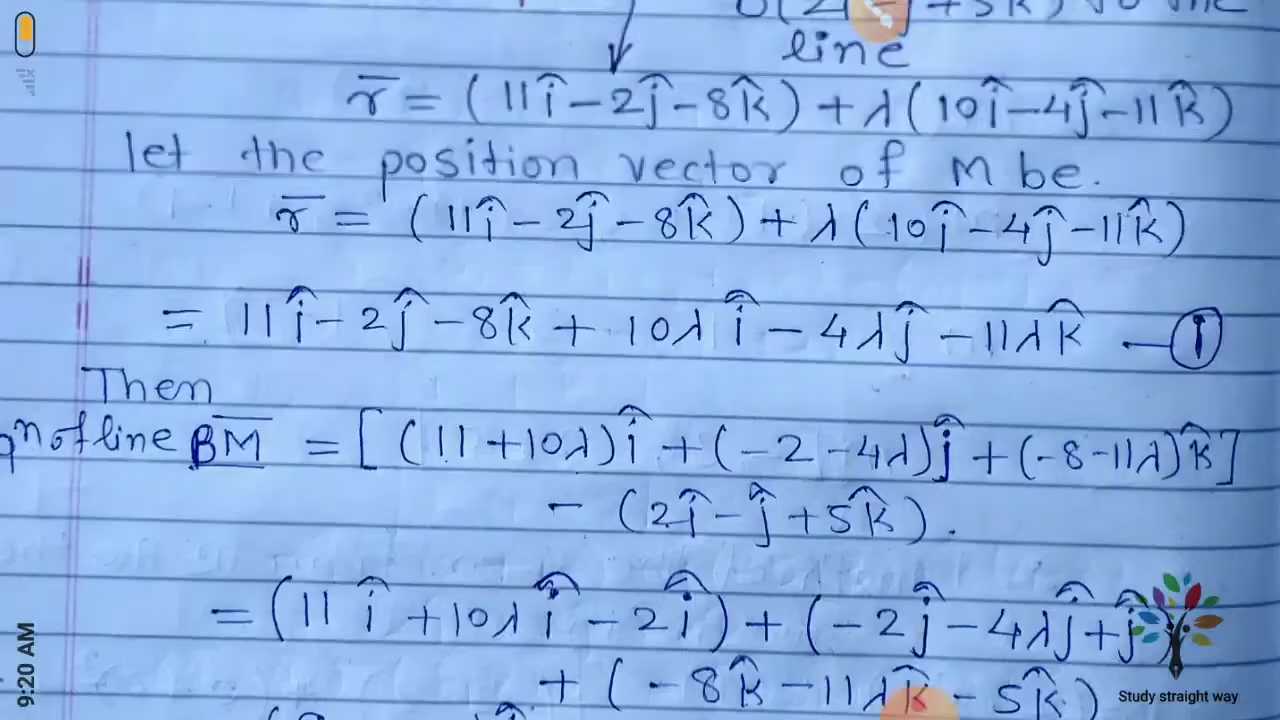 line
r̄ = (11î − 2ĵ − 8k̂) + λ(10î − 4ĵ − 11k̂)
let the position vector of M be.
r̄ = (11î − 2ĵ − 8k̂) + λ(10î − 4ĵ − 11k̂)
= 11î − 2ĵ − 8k̂ + 10λî − 4λĵ − 11λk̂ — ①
Then
qⁿ of line BM̅ = [(11 + 10λ)î + (−2 − 4λ)ĵ + (−8 − 11λ)k̂]
− (2î − ĵ + 5k̂).
= (11î + 10λî − 2î) + (−2ĵ − 4λĵ + ĵ)
+ (−8k̂ − 11λk̂ − 5k̂)
Study straight way
9:20 AM